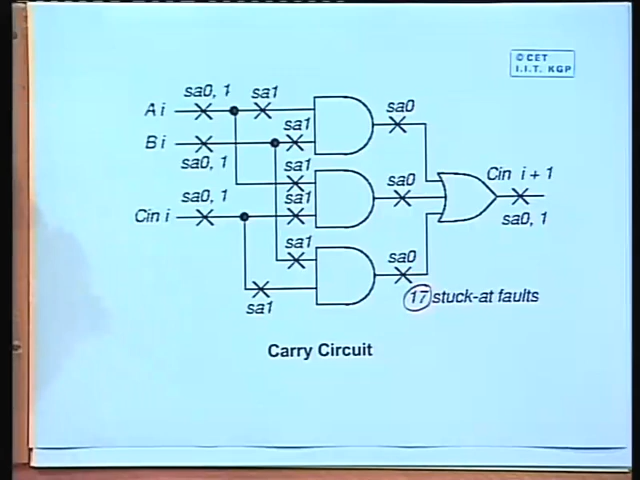 © CET
I.I.T. KGP
sa0, 1
sa1
sa0
A i
sa1
B i
sa0, 1
sa1
sa0
Cin i + 1
sa0, 1
sa1
Cin i
sa0, 1
sa1
sa0
sa1
17 stuck-at faults
Carry Circuit